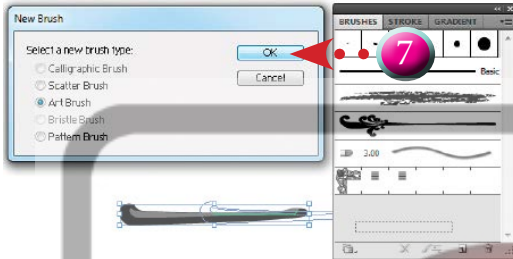 New Brush
Select a new brush type:
Calligraphic Brush
Scatter Brush
Art Brush
Bristle Brush
Pattern Brush
OK
Cancel
7
BRUSHES STROKE GRADIENT
Basic
3.00